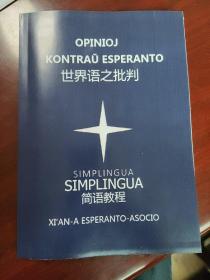 OPINIOJ
KONTRAŬ ESPERANTO
世界语之批判
SIMPLINGUA
SIMPLINGUA
简语教程
XI'AN-A ESPERANTO-ASOCIO